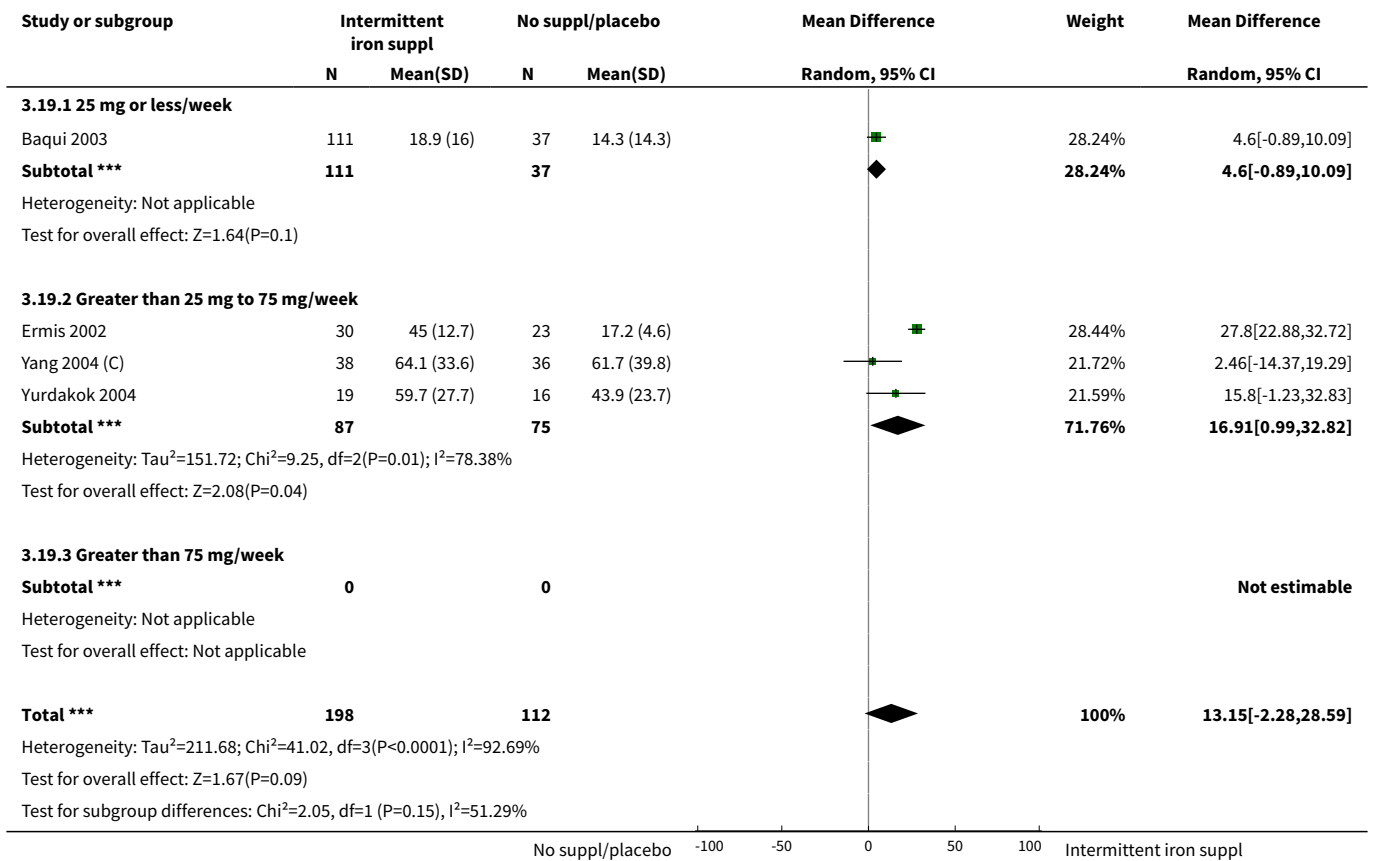 Study or subgroup Intermittent No suppl/placebo Mean Difference Weight Mean Difference
iron suppl
N Mean(SD) N Mean(SD) Random, 95% CI Random, 95% CI
3.19.1 25 mg or less/week
Baqui 2003 111 18.9 (16) 37 14.3 (14.3) 28.24% 4.6[-0.89,10.09]
Subtotal *** 111 37 28.24% 4.6[-0.89,10.09]
Heterogeneity: Not applicable
Test for overall effect: Z=1.64(P=0.1)
3.19.2 Greater than 25 mg to 75 mg/week
Ermis 2002 30 45 (12.7) 23 17.2 (4.6) 28.44% 27.8[22.88,32.72]
Yang 2004 (C) 38 64.1 (33.6) 36 61.7 (39.8) 21.72% 2.46[-14.37,19.29]
Yurdakok 2004 19 59.7 (27.7) 16 43.9 (23.7) 21.59% 15.8[-1.23,32.83]
Subtotal *** 87 75 71.76% 16.91[0.99,32.82]
Heterogeneity: Tau²=151.72; Chi²=9.25, df=2(P=0.01); I²=78.38%
Test for overall effect: Z=2.08(P=0.04)
3.19.3 Greater than 75 mg/week
Subtotal *** 0 0 Not estimable
Heterogeneity: Not applicable
Test for overall effect: Not applicable
Total *** 198 112 100% 13.15[-2.28,28.59]
Heterogeneity: Tau²=211.68; Chi²=41.02, df=3(P<0.0001); I²=92.69%
Test for overall effect: Z=1.67(P=0.09)
Test for subgroup differences: Chi²=2.05, df=1 (P=0.15), I²=51.29%
No suppl/placebo -100 -50 0 50 100 Intermittent iron suppl